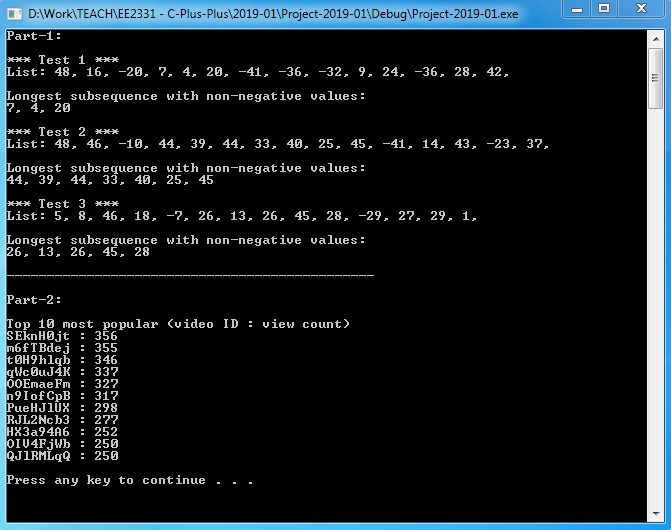 D:\Work\TEACH\EE2331 - C-Plus-Plus\2019-01\Project-2019-01\Debug\Project-2019-01.exe
Part-1:
*** Test 1 ***
List: 48, 16, -20, 7, 4, 20, -41, -36, -32, 9, 24, -36, 28, 42,
Longest subsequence with non-negative values:
7, 4, 20
*** Test 2 ***
List: 48, 46, -10, 44, 39, 44, 33, 40, 25, 45, -41, 14, 43, -23, 37,
Longest subsequence with non-negative values:
44, 39, 44, 33, 40, 25, 45
*** Test 3 ***
List: 5, 8, 46, 18, -7, 26, 13, 26, 45, 28, -29, 27, 29, 1,
Longest subsequence with non-negative values:
26, 13, 26, 45, 28
----------------------------------------------
Part-2:
Top 10 most popular (video ID : view count)
SEknH0jt : 356
m6fTBdej : 355
t0H9hlqb : 346
qWc0uJ4K : 337
OOEmaeFm : 327
n9IofCpB : 317
PueHJlUX : 298
RJL2Ncb3 : 277
HX3a94A6 : 252
OIV4FjWb : 250
QJlRMLqQ : 250
Press any key to continue . . .